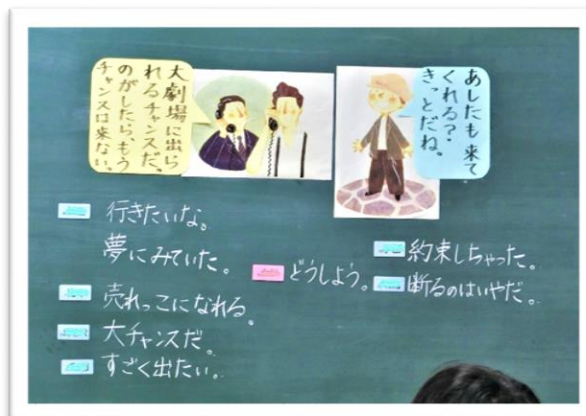 あしたも来て
くれる?
きっとだね。
大劇場に出ら
れるチャンスだ。
のがしたら、もう
チャンスは来ない。
行きたいな。
夢にみていた。
売れっこになれる。
大チャンスだ。
すごく出たい。
どうしよう。
約束しちゃった。
断るのはいやだ。